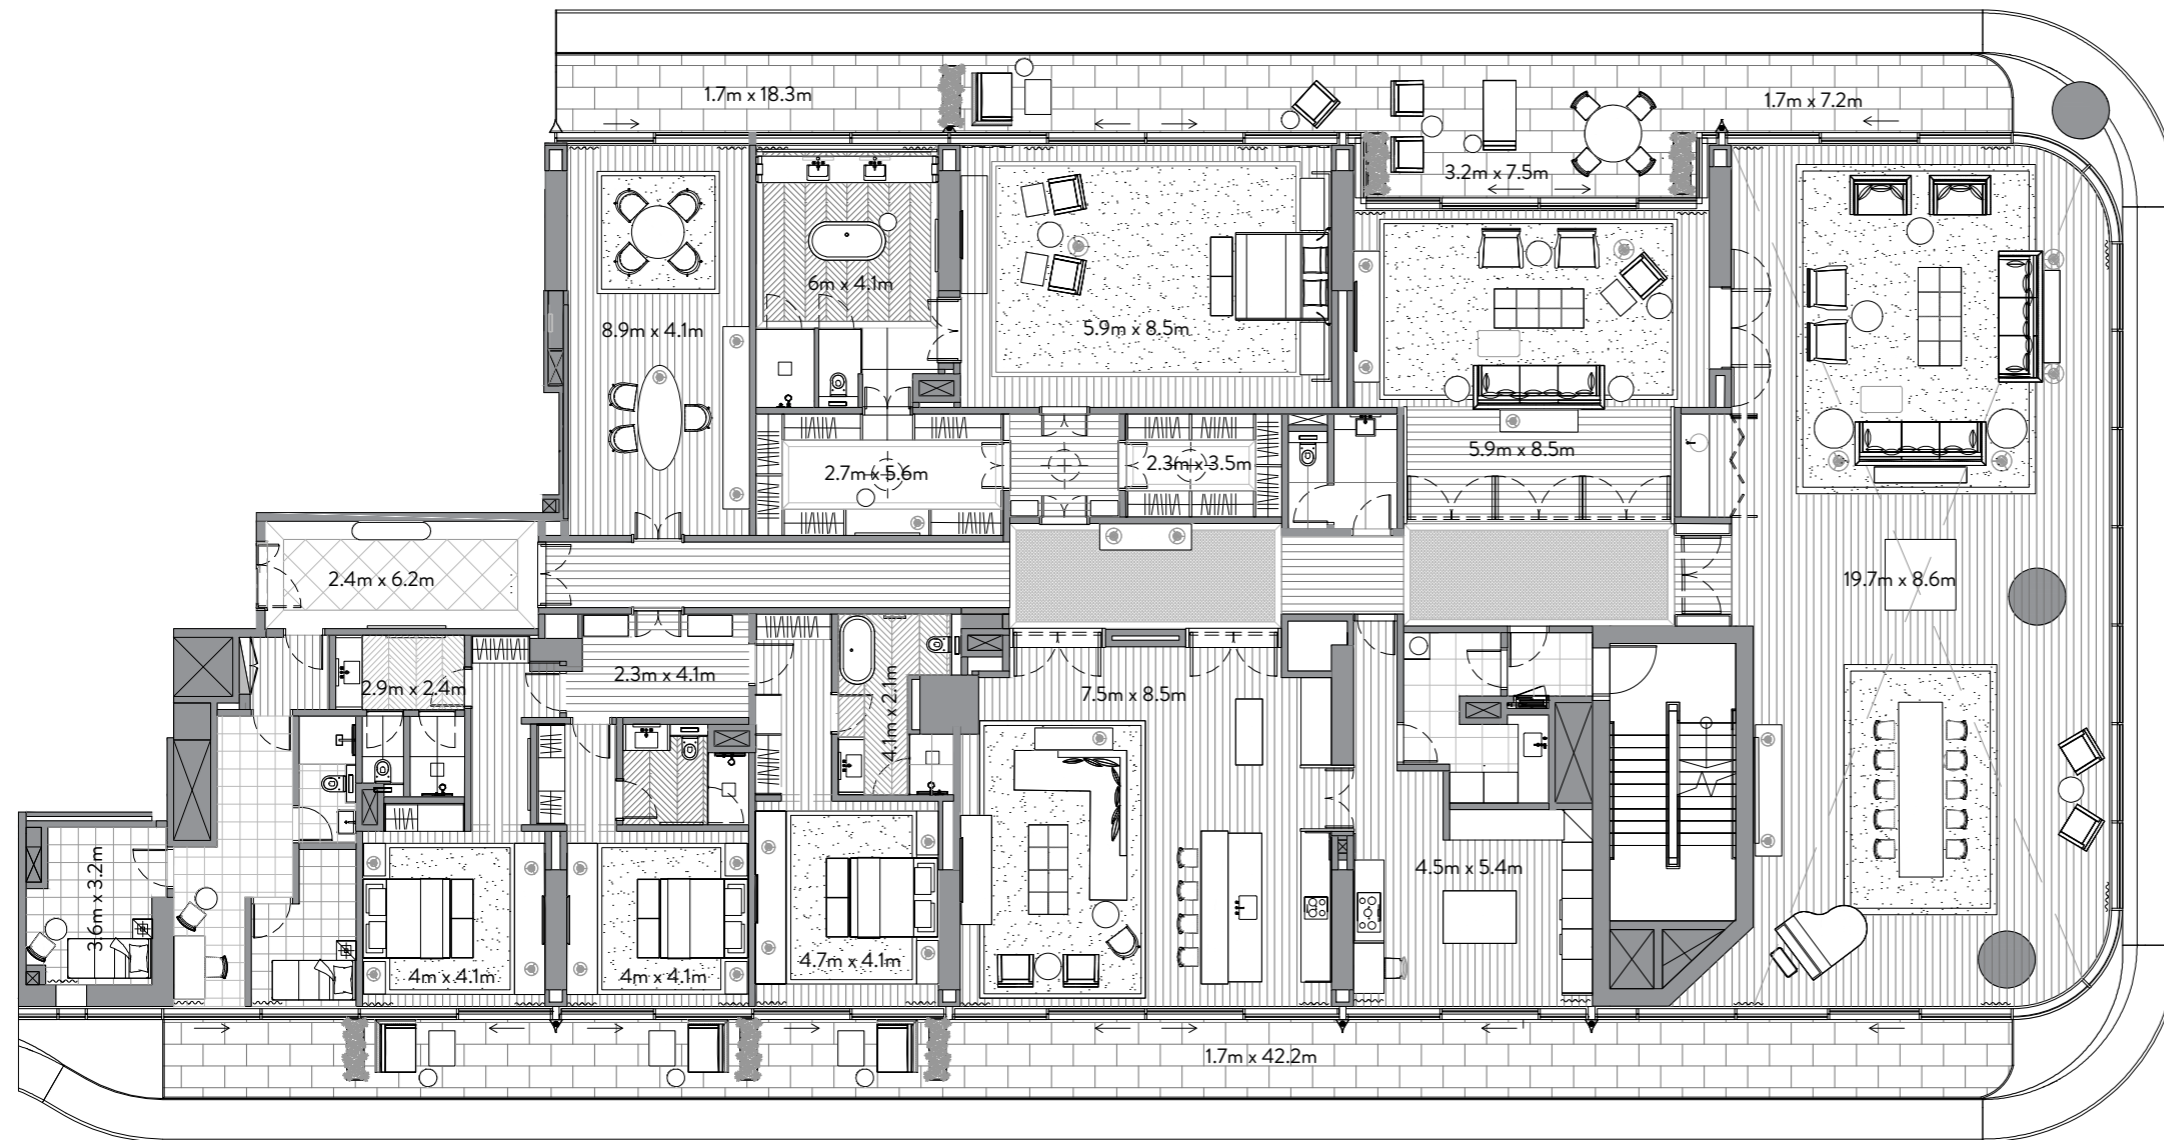 1.7m x 18.3m
1.7m x 7.2m
3.2m x 7.5m
6m x 4.1m
8.9m x 4.1m
5.9m x 8.5m
2.7m x 5.6m
2.3m x 3.5m
5.9m x 8.5m
2.4m x 6.2m
19.7m x 8.6m
2.9m x 2.4m
2.3m x 4.1m
4.1m x 2.1m
7.5m x 8.5m
3.6m x 3.2m
4.5m x 5.4m
4m x 4.1m
4m x 4.1m
4.7m x 4.1m
1.7m x 42.2m